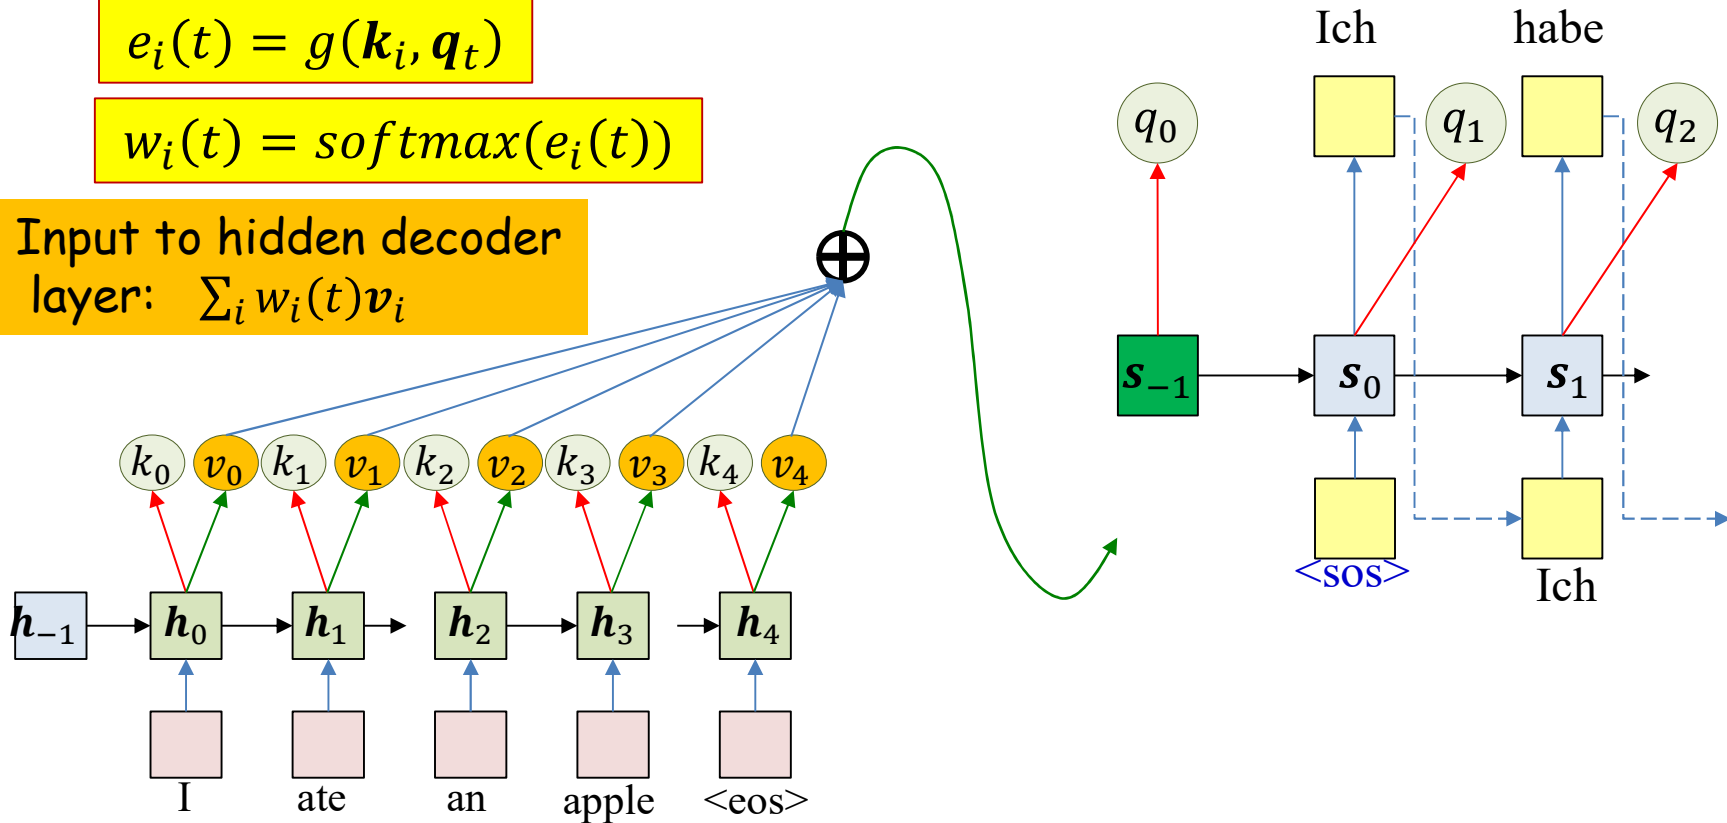 e_i(t) = g(k_i, q_t)
w_i(t) = softmax(e_i(t))
Input to hidden decoder
layer: ∑_i w_i(t)v_i
Ich habe
q_0 q_1 q_2
s_{-1} s_0 s_1
k_0 v_0 k_1 v_1 k_2 v_2 k_3 v_3 k_4 v_4
<sos> Ich
h_{-1} h_0 h_1 h_2 h_3 h_4
I ate an apple <eos>